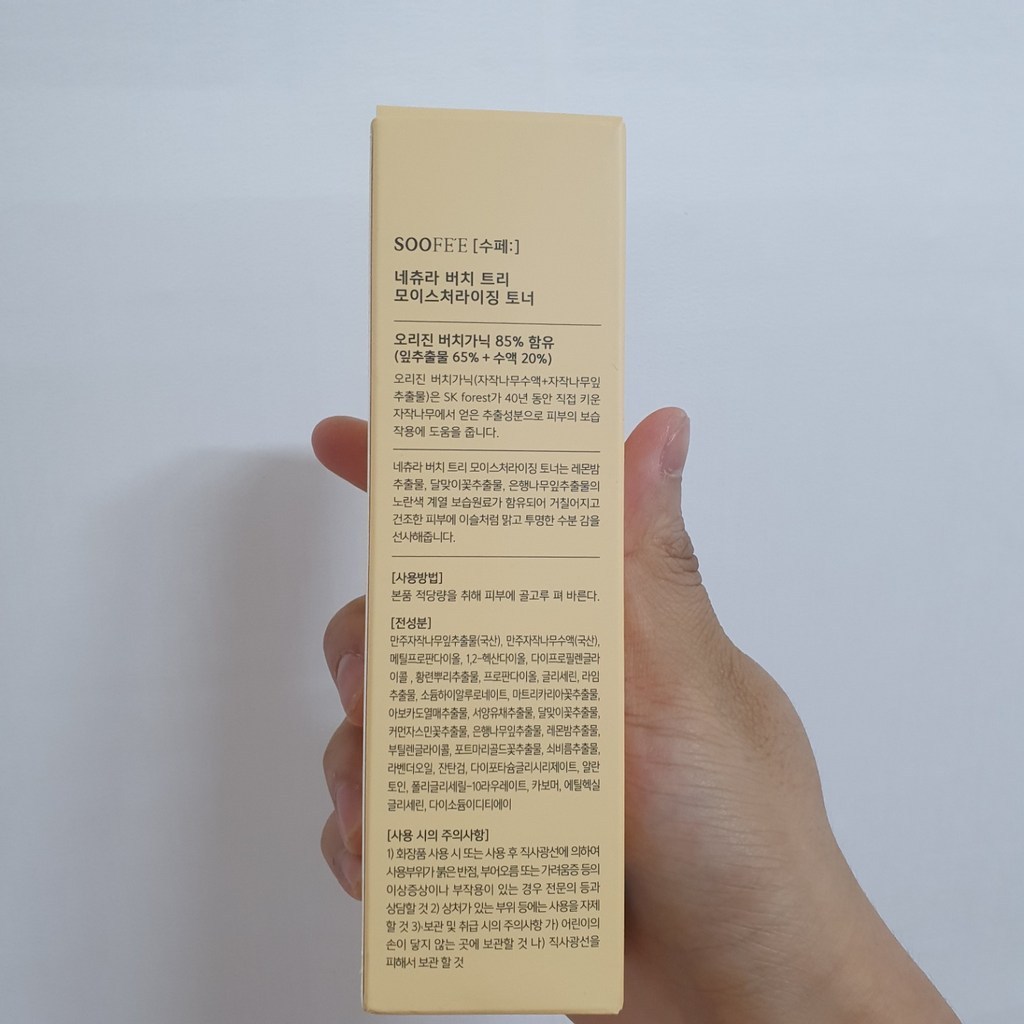 SOOFEE [수페:]
네츄라 버치 트리
모이스처라이징 토너
오리진 버치가닉 85% 함유
(잎추출물 65% + 수액 20%)
오리진 버치가닉(자작나무수액+자작나무잎
추출물)은 SK forest가 40년 동안 직접 키운
자작나무에서 얻은 추출성분으로 피부의 보습
작용에 도움을 줍니다.
네츄라 버치 트리 모이스처라이징 토너는 레몬밤
추출물, 달맞이꽃추출물, 은행나무잎추출물의
노란색 계열 보습원료가 함유되어 거칠어지고
건조한 피부에 이슬처럼 맑고 투명한 수분 감을
선사해줍니다.
[사용방법]
본품 적당량을 취해 피부에 골고루 펴 바른다.
[전성분]
만주자작나무잎추출물(국산), 만주자작나무수액(국산),
메틸프로판다이올, 1,2-헥산다이올, 다이프로필렌글라
이콜, 황련뿌리추출물, 프로판다이올, 글리세린, 라임
추출물, 소듐하이알루로네이트, 마트리카리아꽃추출물,
아보카도열매추출물, 서양유채추출물, 달맞이꽃추출물,
커먼자스민꽃추출물, 은행나무잎추출물, 레몬밤추출물,
부틸렌글라이콜, 포트마리골드꽃추출물, 쇠비름추출물,
라벤더오일, 잔탄검, 다이포타슘글리시리제이트, 알란
토인, 폴리글리세릴-10라우레이트, 카보머, 에틸헥실
글리세린, 다이소듐이디티에이
[사용 시의 주의사항]
1) 화장품 사용 시 또는 사용 후 직사광선에 의하여
사용부위가 붉은 반점, 부어오름 또는 가려움증 등의
이상증상이나 부작용이 있는 경우 전문의 등과
상담할 것 2) 상처가 있는 부위 등에는 사용을 자제
할 것 3) 보관 및 취급 시의 주의사항 가) 어린이의
손이 닿지 않는 곳에 보관할 것 나) 직사광선을
피해서 보관 할 것